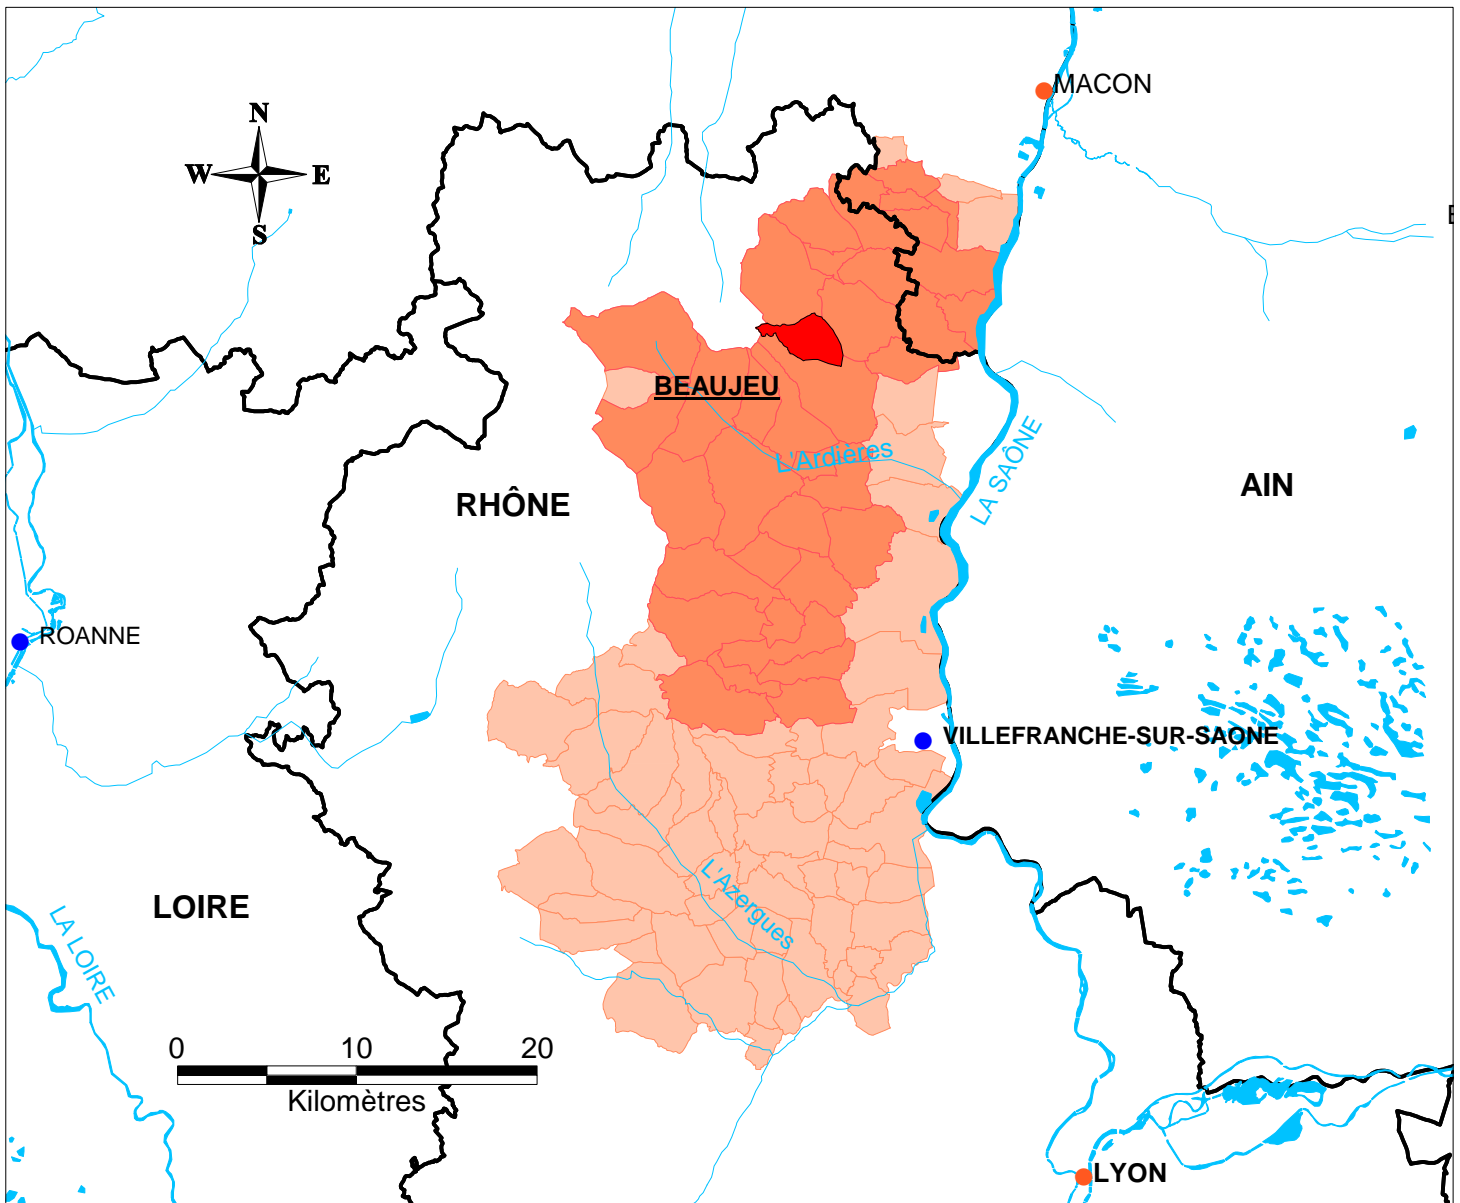 MACON
N
W E
S
BEAUJEU
L'Ardières
LA SAÔNE
RHÔNE
AIN
ROANNE
VILLEFRANCHE-SUR-SAONE
L'Azergues
LOIRE
LA LOIRE
0 10 20
Kilomètres
LYON